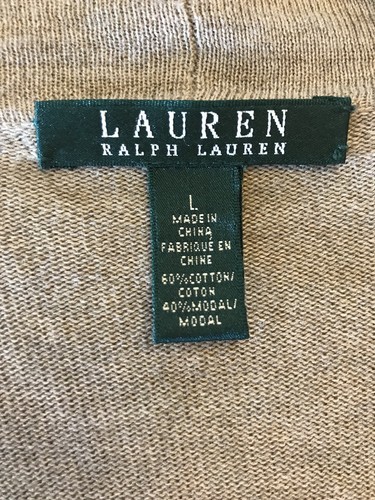 LAUREN
RALPH LAUREN
L
MADE IN
CHINA
FABRIQUE EN
CHINE
60%COTTON/
COTON
40%MODAL/
MODAL